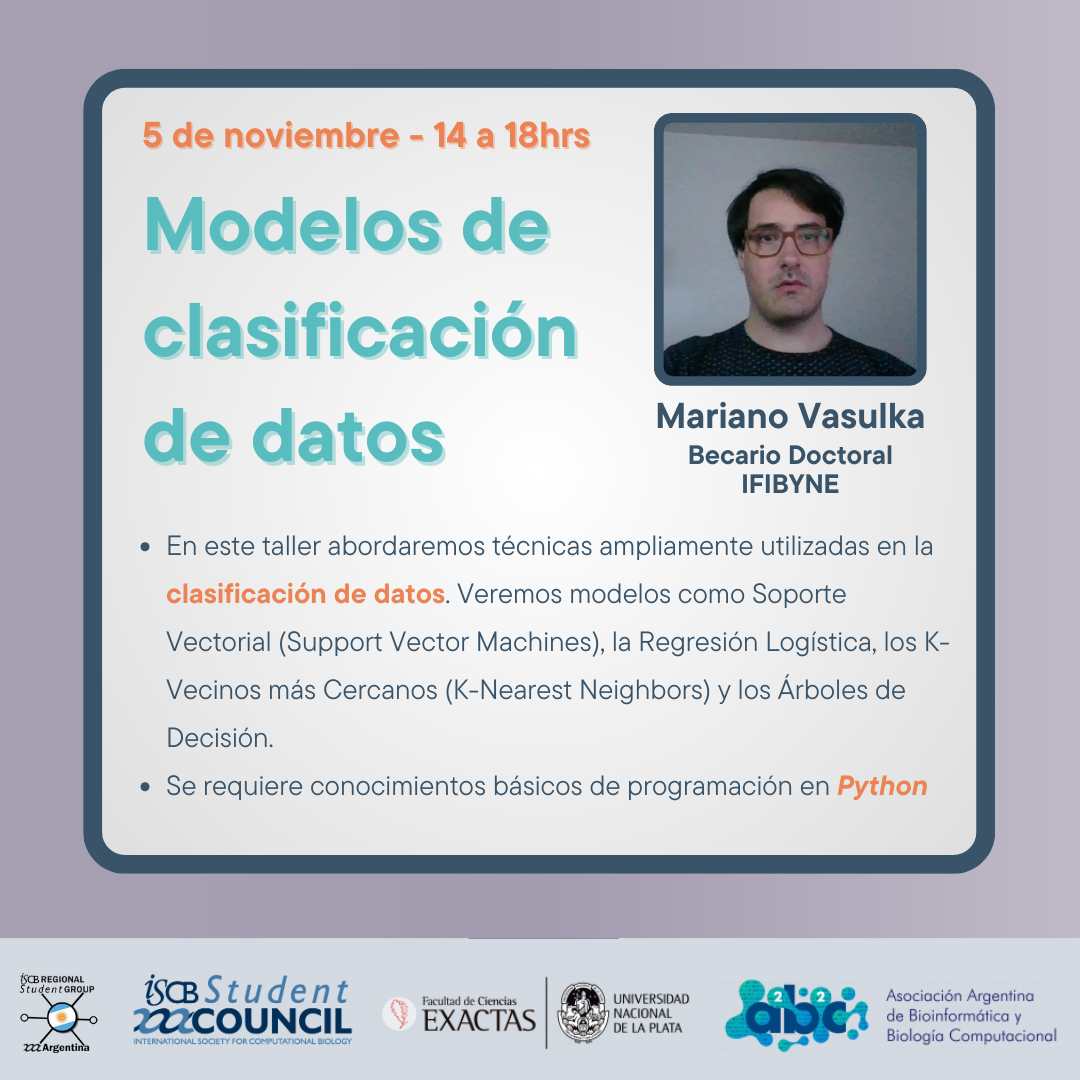 5 de noviembre - 14 a 18hrs
Modelos de
clasificación
de datos
Mariano Vasulka
Becario Doctoral
IFIBYNE
• En este taller abordaremos técnicas ampliamente utilizadas en la
clasificación de datos. Veremos modelos como Soporte
Vectorial (Support Vector Machines), la Regresión Logística, los K-
Vecinos más Cercanos (K-Nearest Neighbors) y los Árboles de
Decisión.
• Se requiere conocimientos básicos de programación en Python
iSCB REGIONAL
Student GROUP
Argentina
iSCB Student
COUNCIL
INTERNATIONAL SOCIETY FOR COMPUTATIONAL BIOLOGY
Facultad de Ciencias
EXACTAS
UNIVERSIDAD
NACIONAL
DE LA PLATA
2 2
abc
Asociación Argentina
de Bioinformática y
Biología Computacional